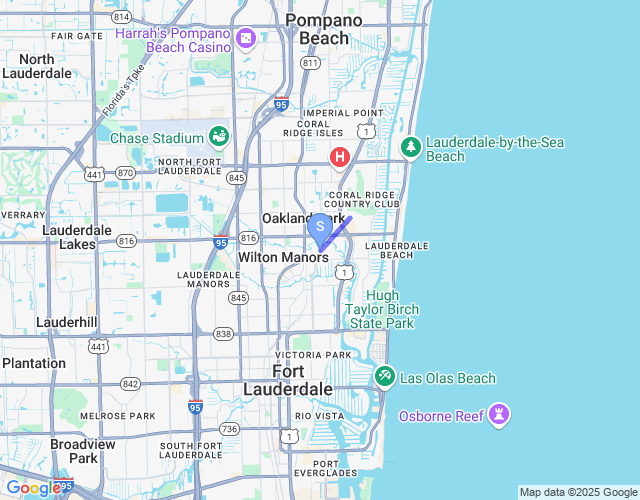 814
Pompano
Beach
FAIR GATE
Harrah's Pompano
Beach Casino
North
Lauderdale
Florida's Tpke
811
95
IMPERIAL POINT
CORAL
RIDGE ISLES
1
Chase Stadium
Lauderdale-by-the-Sea
Beach
H
NORTH FORT
LAUDERDALE
441
870
845
CORAL RIDGE
COUNTRY CLUB
VERRARY
Oakland Park
S
Lauderdale
Lakes
816
95
816
LAUDERDALE
BEACH
Wilton Manors
LAUDERDALE
MANORS
1
845
Hugh
Taylor Birch
State Park
Lauderhill
838
441
VICTORIA PARK
Plantation
Fort
Lauderdale
842
Las Olas Beach
95
MELROSE PARK
RIO VISTA
Osborne Reef
736
1
Broadview
Park
SOUTH FORT
LAUDERDALE
PORT
EVERGLADES
595
Google
Map data ©2025 Google